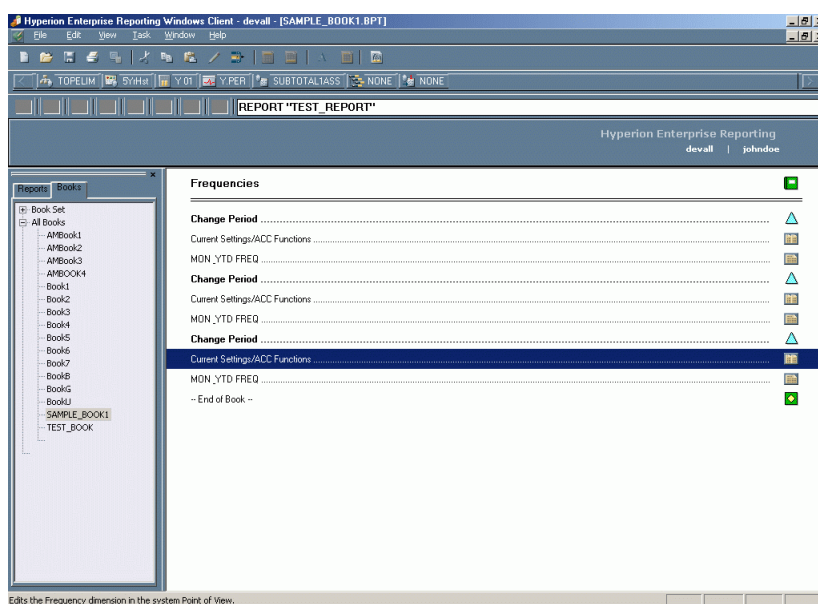 Hyperion Enterprise Reporting Windows Client - devall - [SAMPLE_BOOK1.BPT]
File Edit View Task Window Help
TOPELIM 5YrHst Y 01 Y.PER SUBTOTAL1ASS NONE NONE
REPORT "TEST_REPORT"
Hyperion Enterprise Reporting
devall | johndoe
Reports Books
Book Set
All Books
AMBook1
AMBook2
AMBook3
AMBOOK4
Book1
Book2
Book3
Book4
Book5
Book6
Book7
BookB
BookG
BookU
SAMPLE_BOOK1
TEST_BOOK
Frequencies
Change Period
Current Settings/ACC Functions
MON_YTD FREQ
Change Period
Current Settings/ACC Functions
MON_YTD FREQ
Change Period
Current Settings/ACC Functions
MON_YTD FREQ
-- End of Book --
Edits the Frequency dimension in the system Point of View.